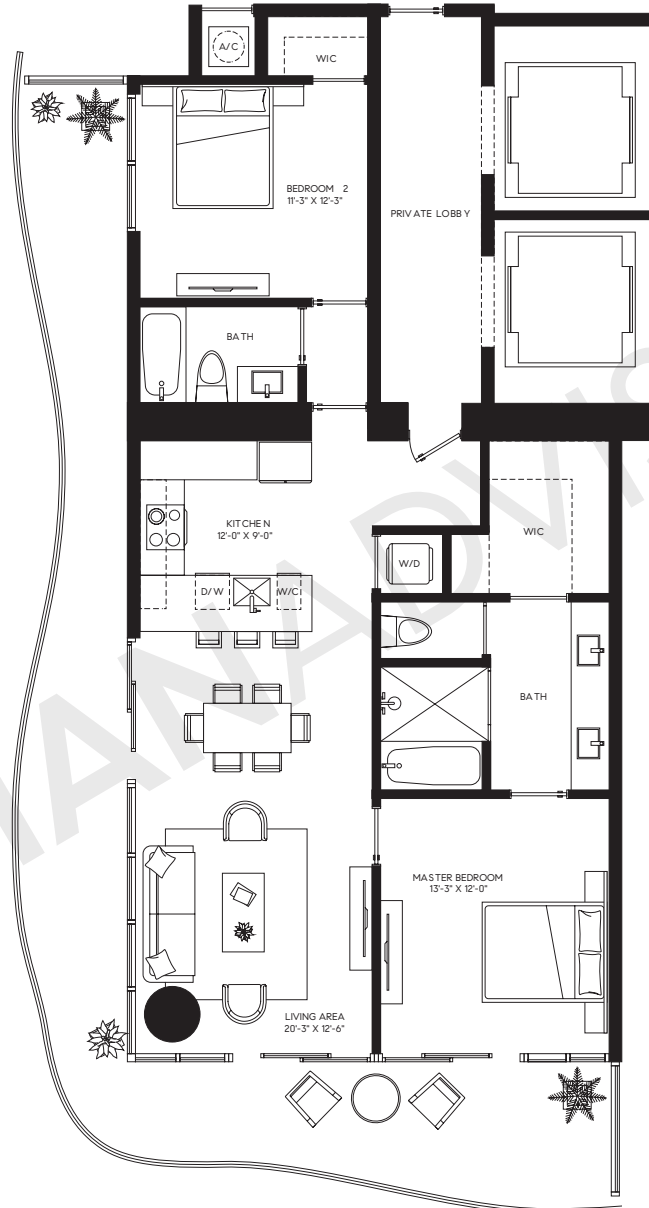 A/C
WIC
BEDROOM 2
11'-3" X 12'-3"
PRIVATE LOBBY
BATH
KITCHEN
12'-0" X 9'-0"
WIC
W/D
D/W
W/C
BATH
MASTER BEDROOM
13'-3" X 12'-0"
LIVING AREA
20'-3" X 12'-6"
IANADVIS